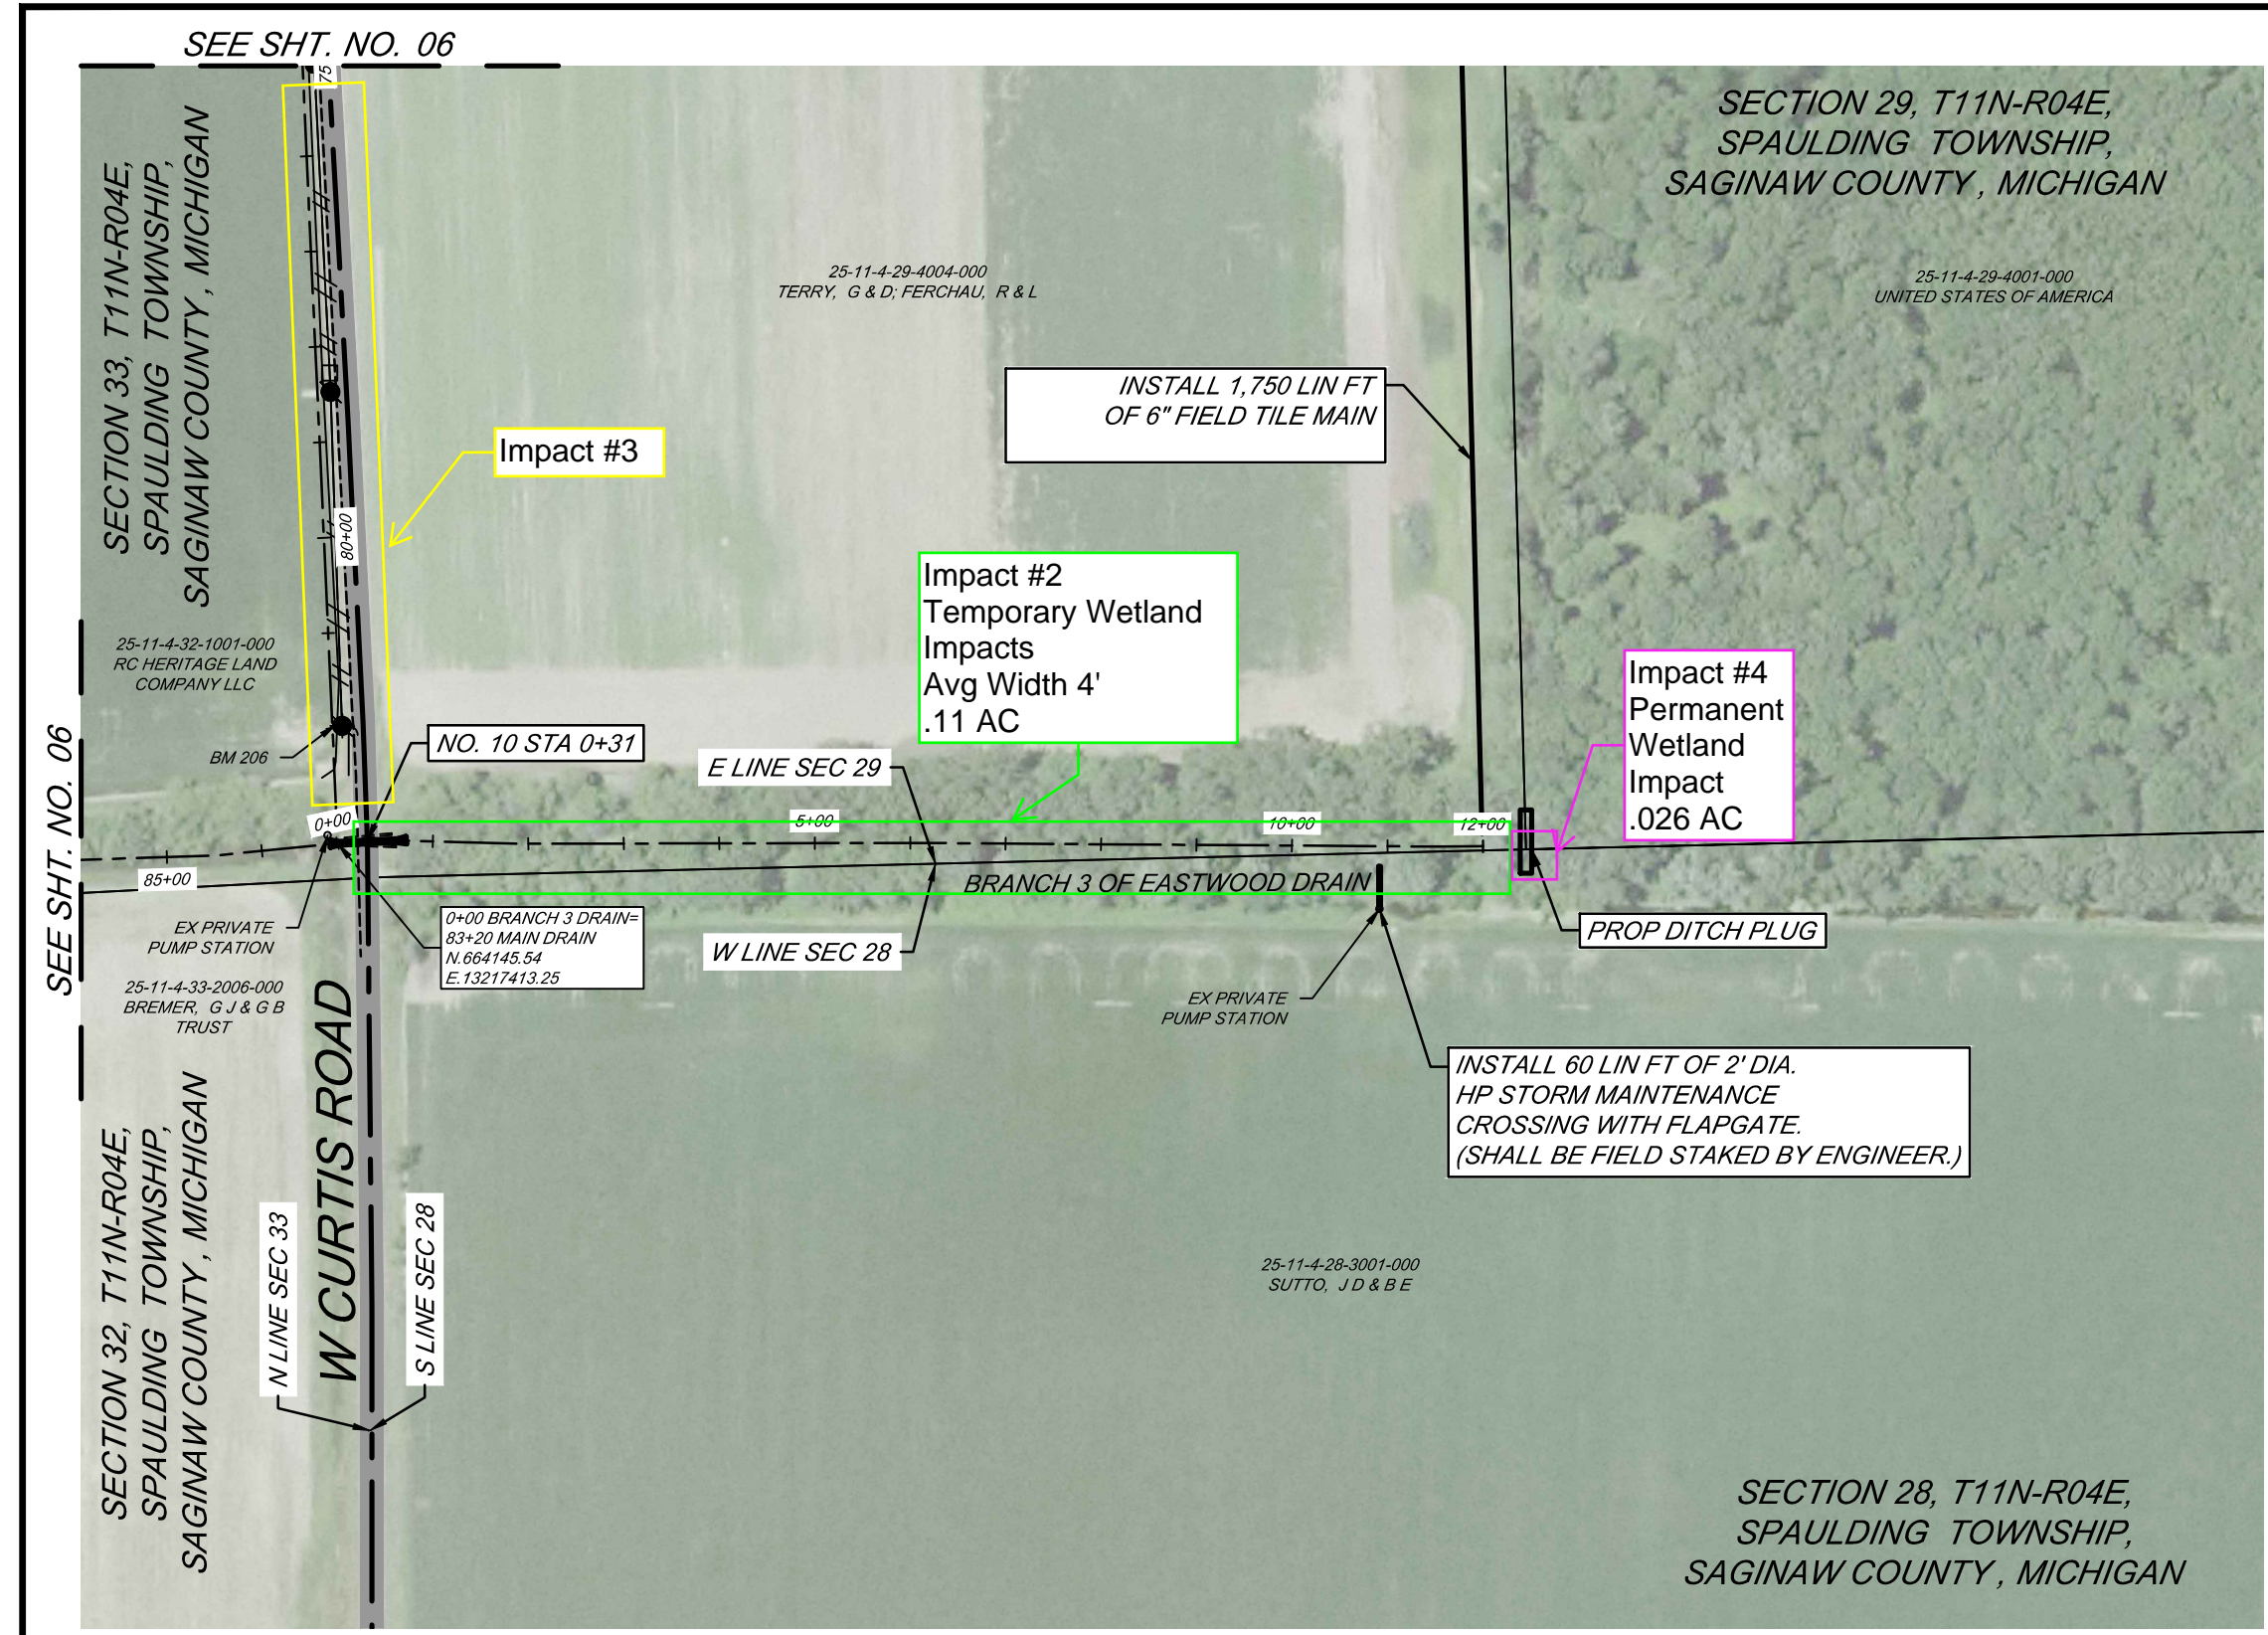 SEE SHT. NO. 06
75
SECTION 33, T11N-R04E,
SPAULDING TOWNSHIP,
SAGINAW COUNTY, MICHIGAN
SECTION 29, T11N-R04E,
SPAULDING TOWNSHIP,
SAGINAW COUNTY, MICHIGAN
25-11-4-29-4004-000
TERRY, G & D; FERCHAU, R & L
25-11-4-29-4001-000
UNITED STATES OF AMERICA
INSTALL 1,750 LIN FT
OF 6" FIELD TILE MAIN
Impact #3
80+00
Impact #2
Temporary Wetland
Impacts
Avg Width 4'
.11 AC
25-11-4-32-1001-000
RC HERITAGE LAND
COMPANY LLC
Impact #4
Permanent
Wetland
Impact
.026 AC
BM 206
NO. 10 STA 0+31
E LINE SEC 29
SEE SHT. NO. 06
0+00
5+00
10+00
12+00
85+00
BRANCH 3 OF EASTWOOD DRAIN
EX PRIVATE
PUMP STATION
0+00 BRANCH 3 DRAIN=
83+20 MAIN DRAIN
N.664145.54
E.13217413.25
W LINE SEC 28
PROP DITCH PLUG
25-11-4-33-2006-000
BREMER, G J & G B
TRUST
EX PRIVATE
PUMP STATION
INSTALL 60 LIN FT OF 2' DIA.
HP STORM MAINTENANCE
CROSSING WITH FLAPGATE.
(SHALL BE FIELD STAKED BY ENGINEER.)
W CURTIS ROAD
SECTION 32, T11N-R04E,
SPAULDING TOWNSHIP,
SAGINAW COUNTY, MICHIGAN
N LINE SEC 33
S LINE SEC 28
25-11-4-28-3001-000
SUTTO, J D & B E
SECTION 28, T11N-R04E,
SPAULDING TOWNSHIP,
SAGINAW COUNTY, MICHIGAN